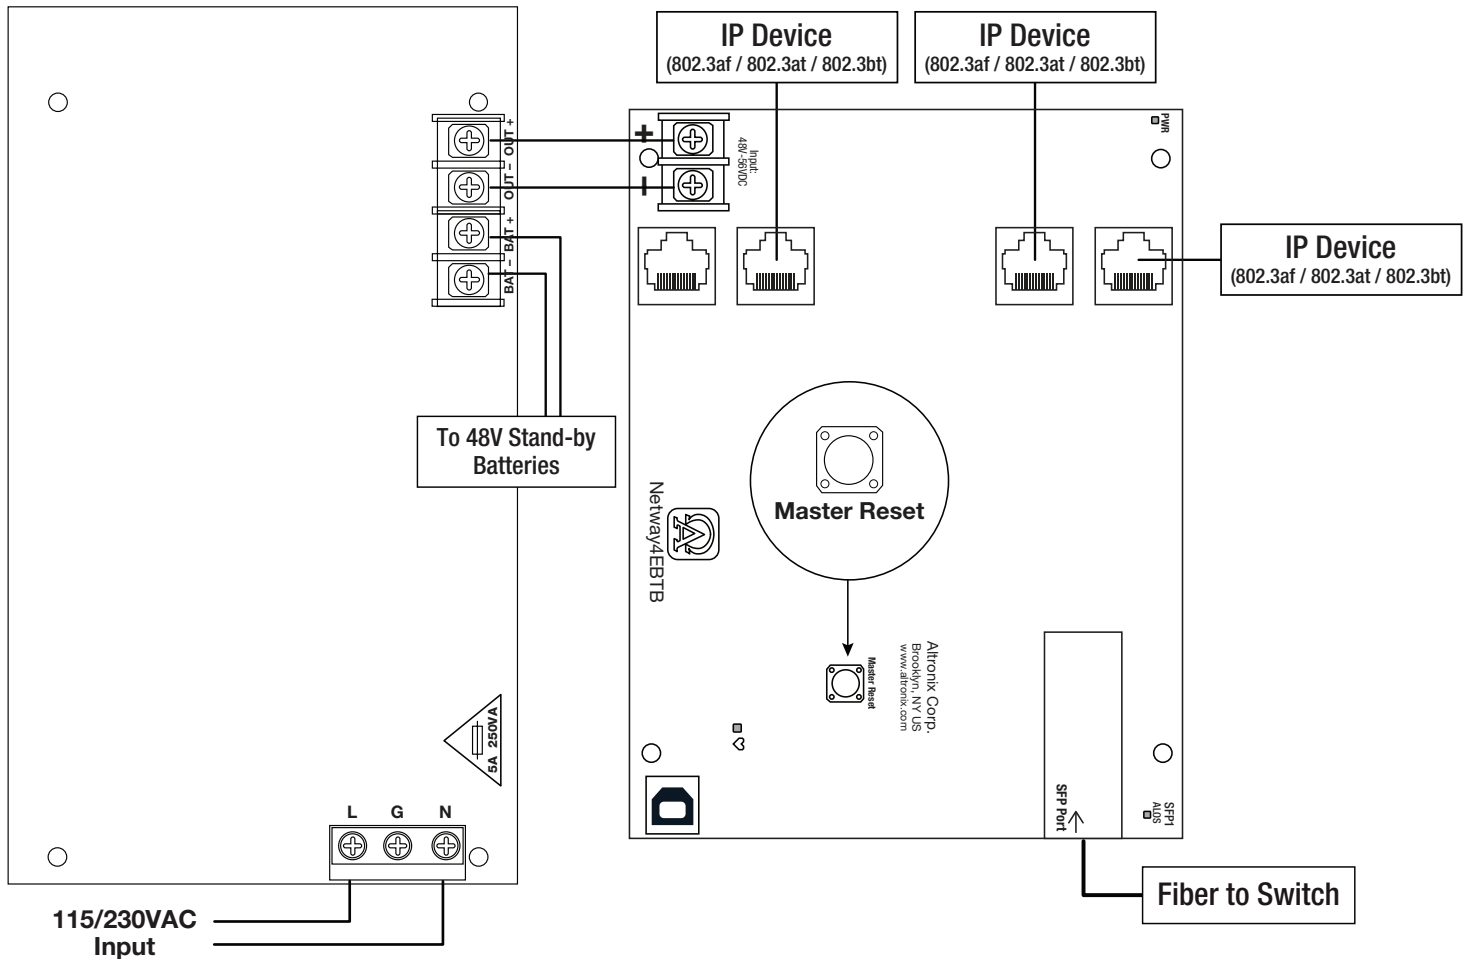 IP Device
(802.3af / 802.3at / 802.3bt)
IP Device
(802.3af / 802.3at / 802.3bt)
OUT +
OUT –
BAT +
BAT –
+
–
Input:
48V-56VDC
PWR
IP Device
(802.3af / 802.3at / 802.3bt)
To 48V Stand-by
Batteries
Master Reset
Netway4EBTB
Master Reset
Altronix Corp.
Brooklyn, NY US
www.altronix.com
5A 250VA
L G N
SFP Port
SFP1
ALOS
Fiber to Switch
115/230VAC
Input